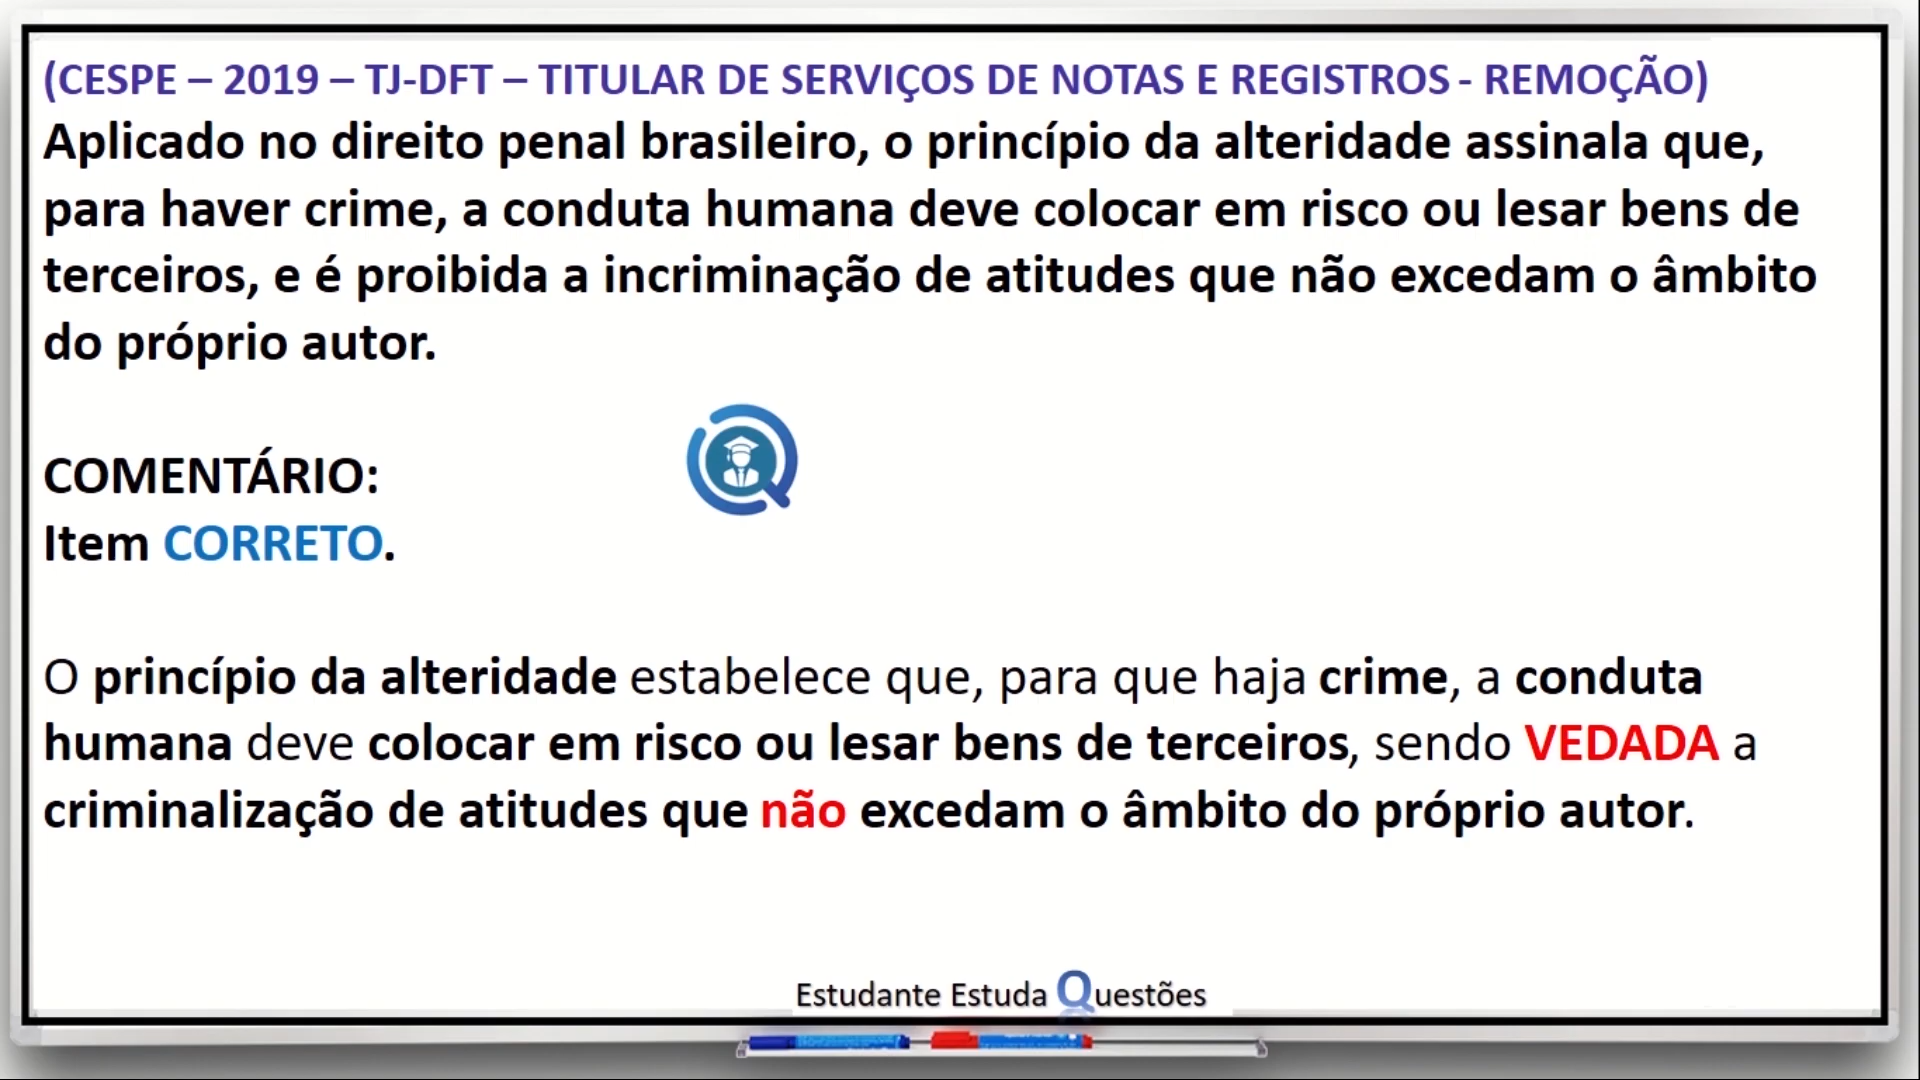 (CESPE – 2019 – TJ-DFT – TITULAR DE SERVIÇOS DE NOTAS E REGISTROS - REMOÇÃO)
Aplicado no direito penal brasileiro, o princípio da alteridade assinala que,
para haver crime, a conduta humana deve colocar em risco ou lesar bens de
terceiros, e é proibida a incriminação de atitudes que não excedam o âmbito
do próprio autor.
COMENTÁRIO:
Item CORRETO.
O princípio da alteridade estabelece que, para que haja crime, a conduta
humana deve colocar em risco ou lesar bens de terceiros, sendo VEDADA a
criminalização de atitudes que não excedam o âmbito do próprio autor.
Estudante Estuda Questões